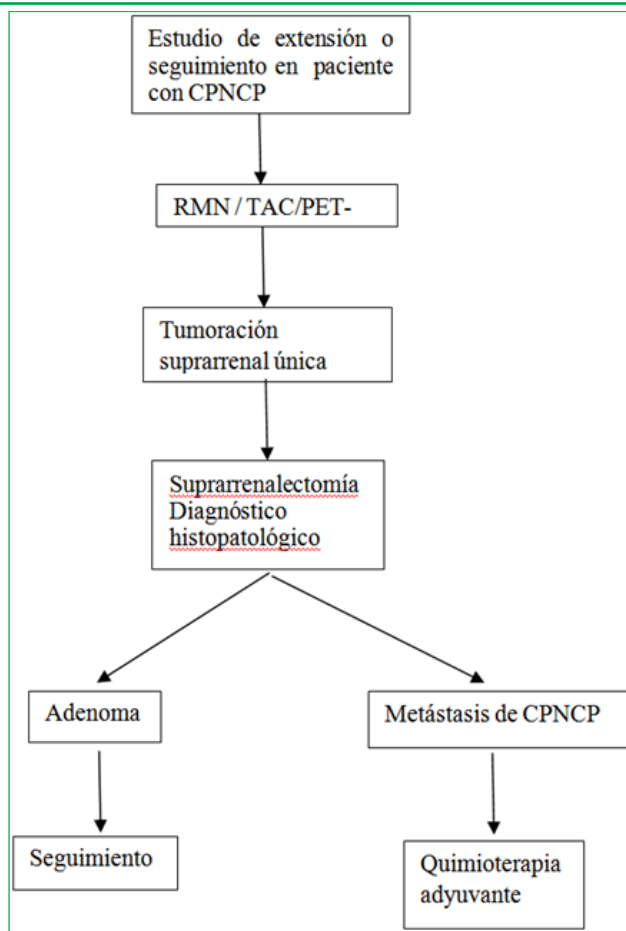 Estudio de extensión o
seguimiento en paciente
con CPNCP
RMN / TAC/PET-
Tumoración
suprarrenal única
Suprarrenalectomía
Diagnóstico
histopatológico
Adenoma
Metástasis de CPNCP
Seguimiento
Quimioterapia
adyuvante